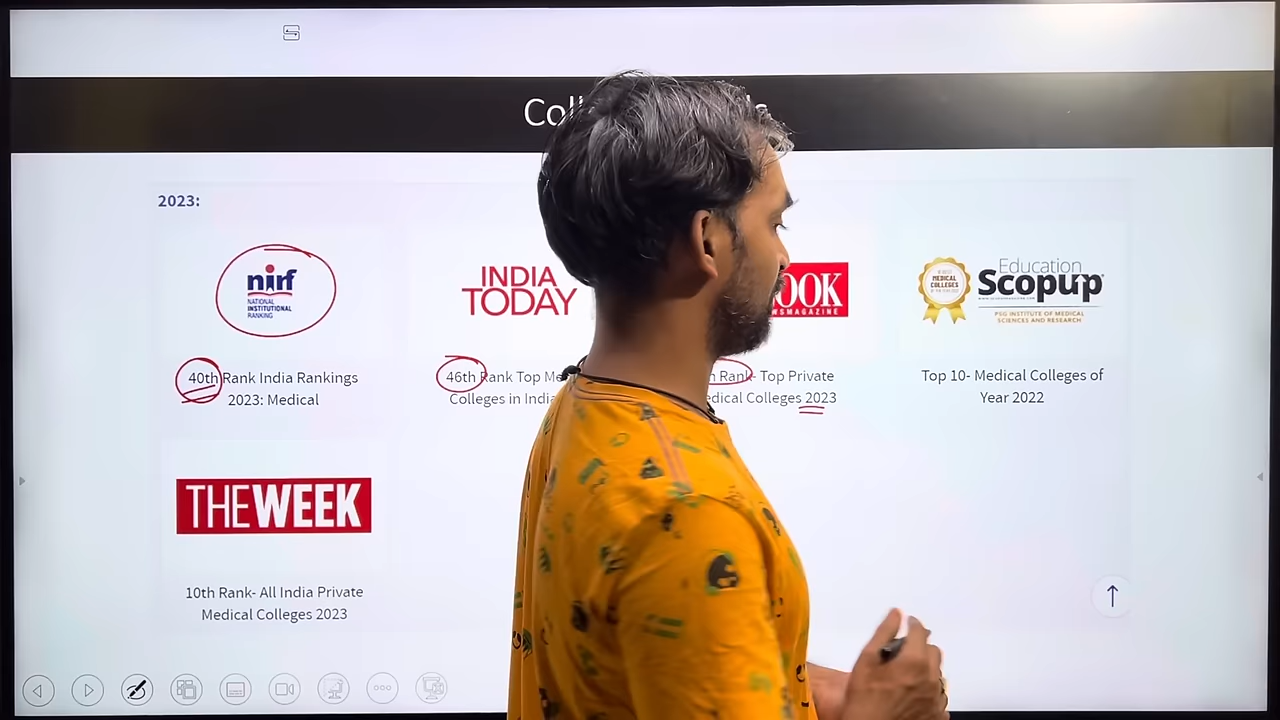 2023:
nirf
NATIONAL
INSTITUTIONAL
RANKING
40th Rank India Rankings
2023: Medical
INDIA
TODAY
46th Rank Top
Colleges in India
OOK
WSMAGAZINE
Rank- Top Private
Medical Colleges 2023
MEDICAL
COLLEGES
Education
Scopup
PSG INSTITUTE OF MEDICAL
SCIENCES AND RESEARCH
Top 10- Medical Colleges of
Year 2022
THE WEEK
10th Rank- All India Private
Medical Colleges 2023